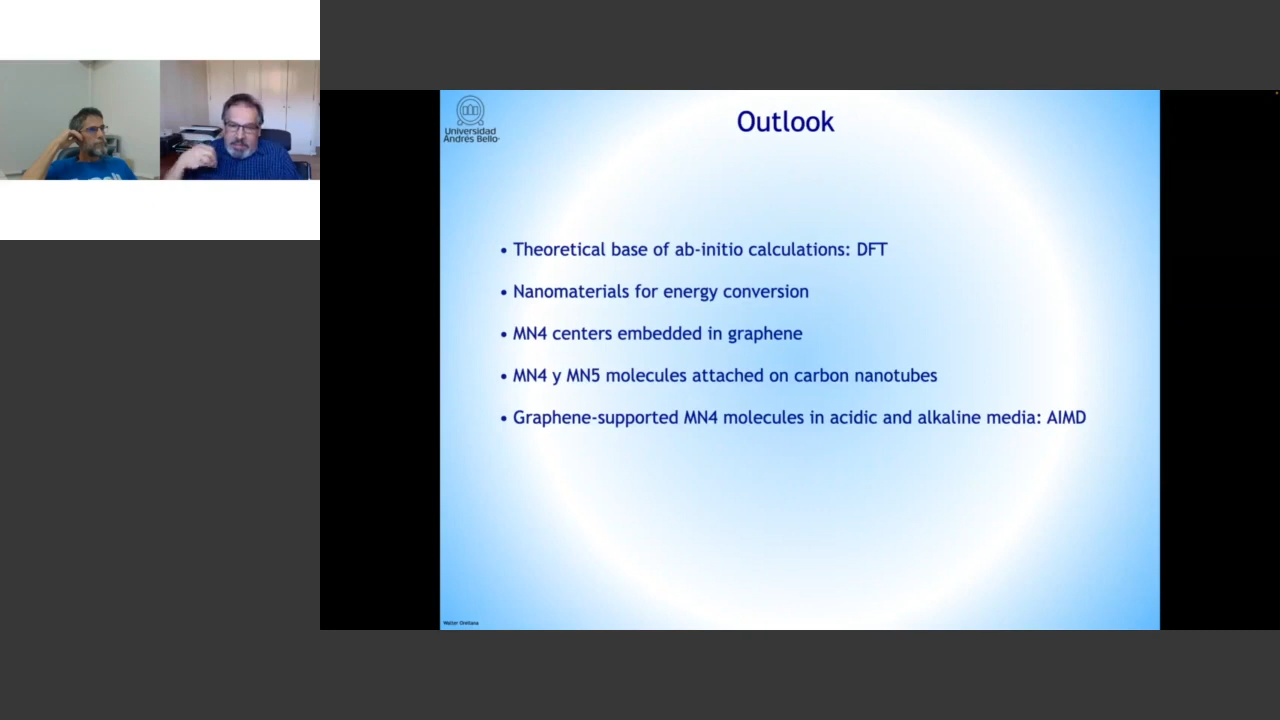 Universidad
Andrés Bello
Outlook
• Theoretical base of ab-initio calculations: DFT
• Nanomaterials for energy conversion
• MN4 centers embedded in graphene
• MN4 y MN5 molecules attached on carbon nanotubes
• Graphene-supported MN4 molecules in acidic and alkaline media: AIMD
Walter Orellana